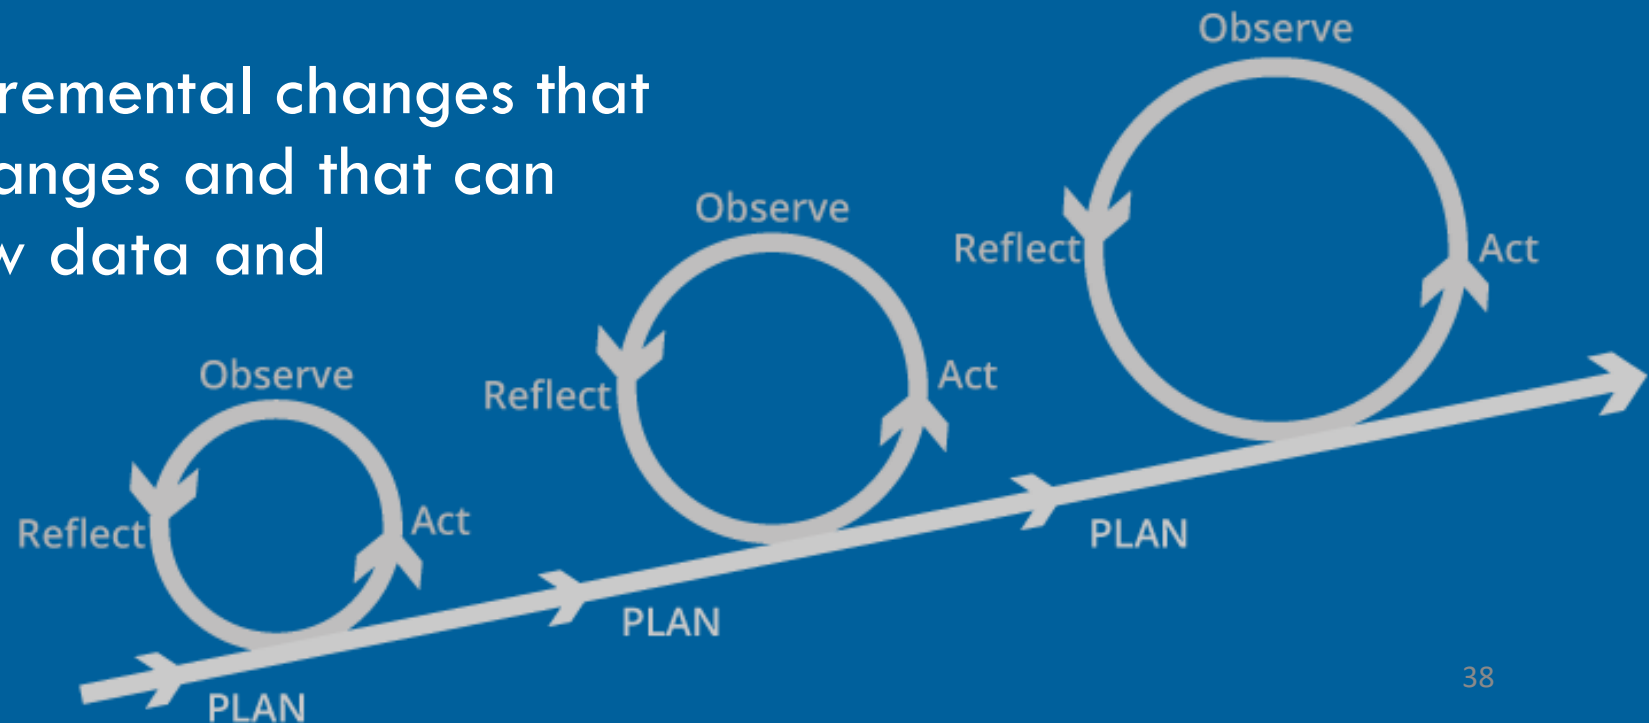 remental changes that
anges and that can
w data and
Observe
Reflect
Act
PLAN
Observe
Reflect
Act
PLAN
Observe
Reflect
Act
PLAN
38